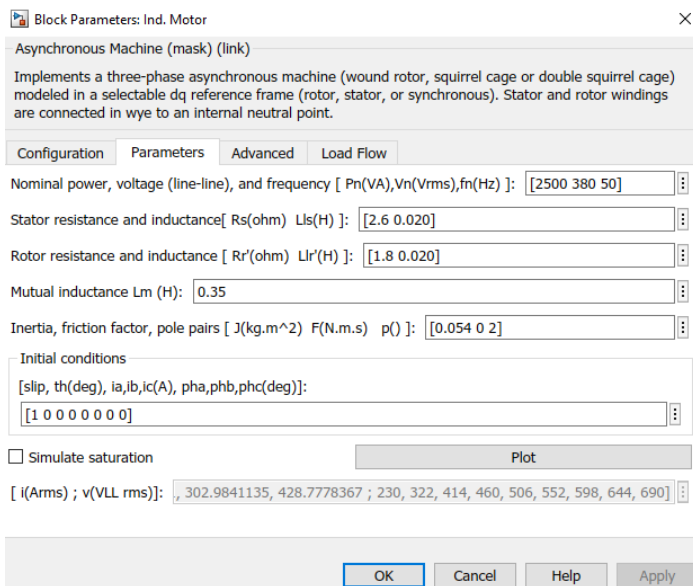 Block Parameters: Ind. Motor
Asynchronous Machine (mask) (link)
Implements a three-phase asynchronous machine (wound rotor, squirrel cage or double squirrel cage)
modeled in a selectable dq reference frame (rotor, stator, or synchronous). Stator and rotor windings
are connected in wye to an internal neutral point.
Configuration Parameters Advanced Load Flow
Nominal power, voltage (line-line), and frequency [ Pn(VA),Vn(Vrms),fn(Hz) ]: [2500 380 50]
Stator resistance and inductance[ Rs(ohm) Lls(H) ]: [2.6 0.020]
Rotor resistance and inductance [ Rr'(ohm) Llr'(H) ]: [1.8 0.020]
Mutual inductance Lm (H): 0.35
Inertia, friction factor, pole pairs [ J(kg.m^2) F(N.m.s) p() ]: [0.054 0 2]
Initial conditions
[slip, th(deg), ia,ib,ic(A), pha,phb,phc(deg)]:
[1 0 0 0 0 0 0 0]
Simulate saturation Plot
[ i(Arms) ; v(VLL rms)]: , 302.9841135, 428.7778367 ; 230, 322, 414, 460, 506, 552, 598, 644, 690]
OK Cancel Help Apply